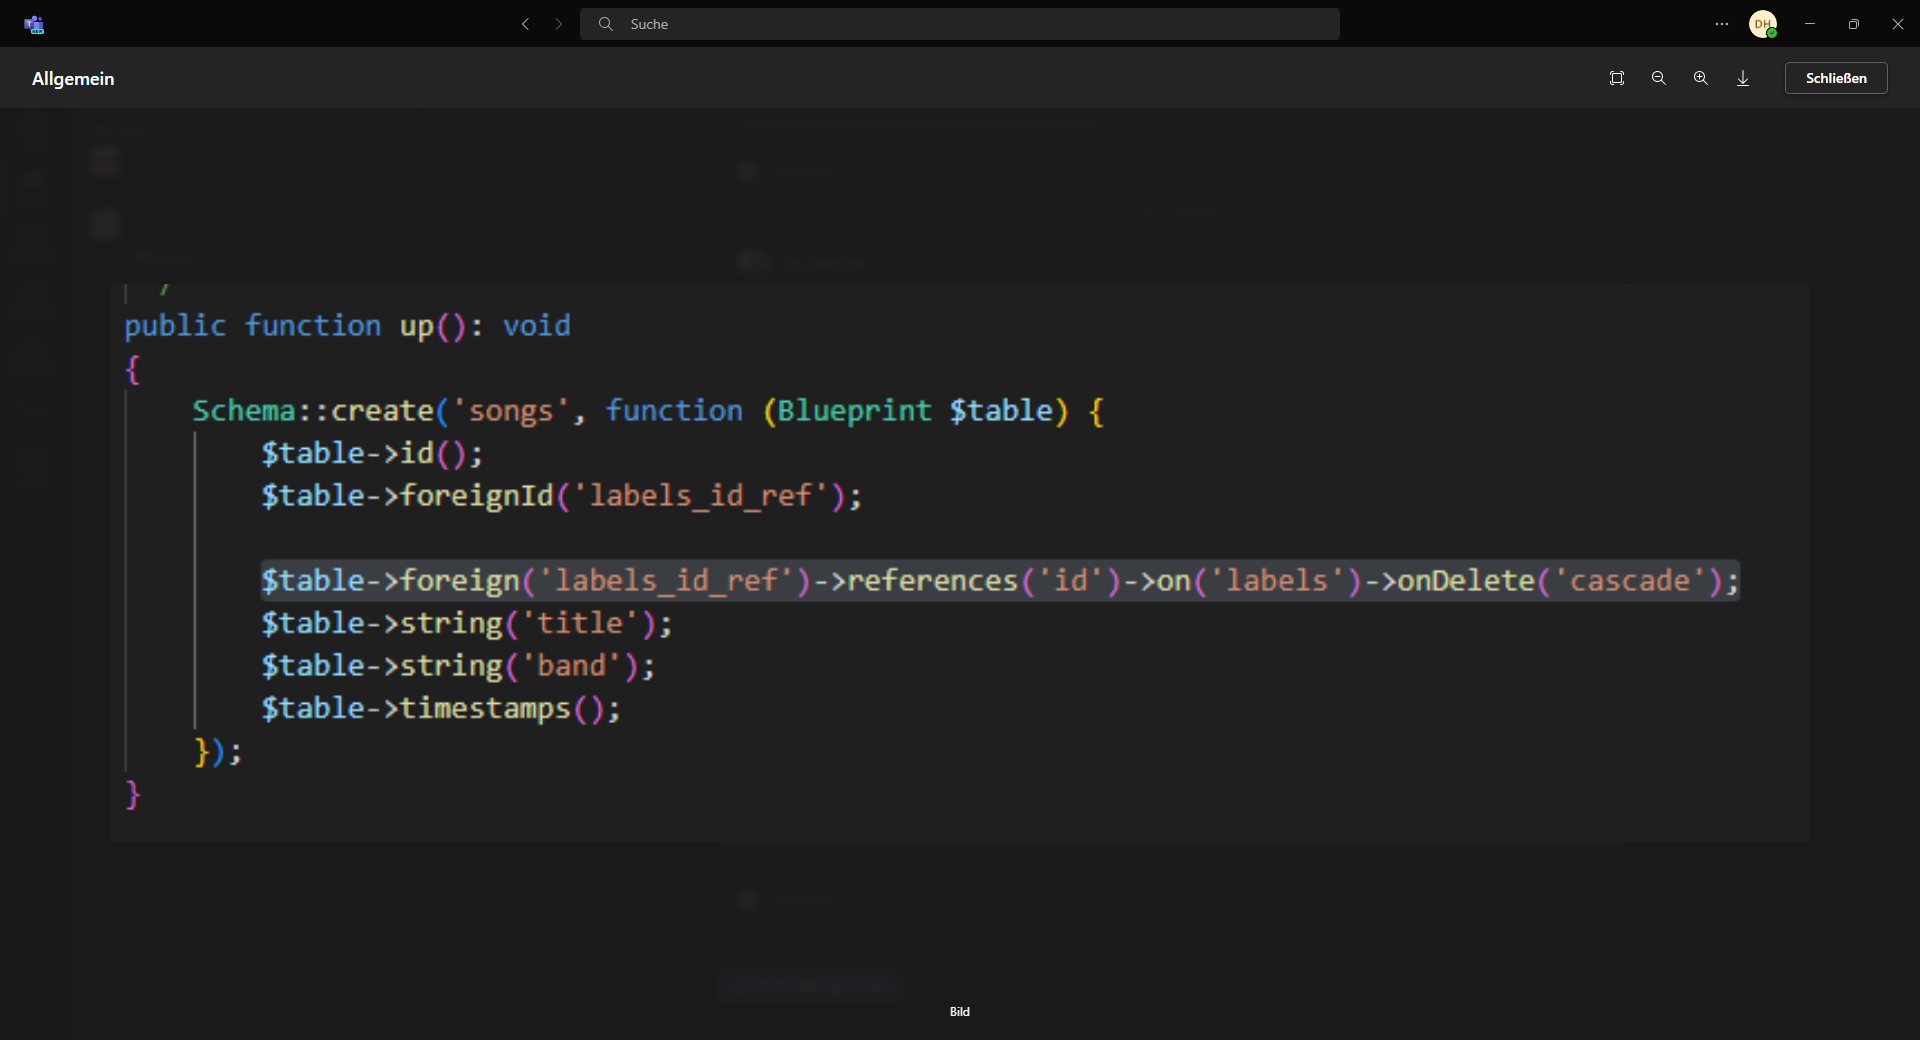 Suche
DH
Allgemein
Schließen
public function up(): void
{
Schema::create('songs', function (Blueprint $table) {
$table->id();
$table->foreignId('labels_id_ref');
$table->foreign('labels_id_ref')->references('id')->on('labels')->onDelete('cascade');
$table->string('title');
$table->string('band');
$table->timestamps();
});
}
Bild